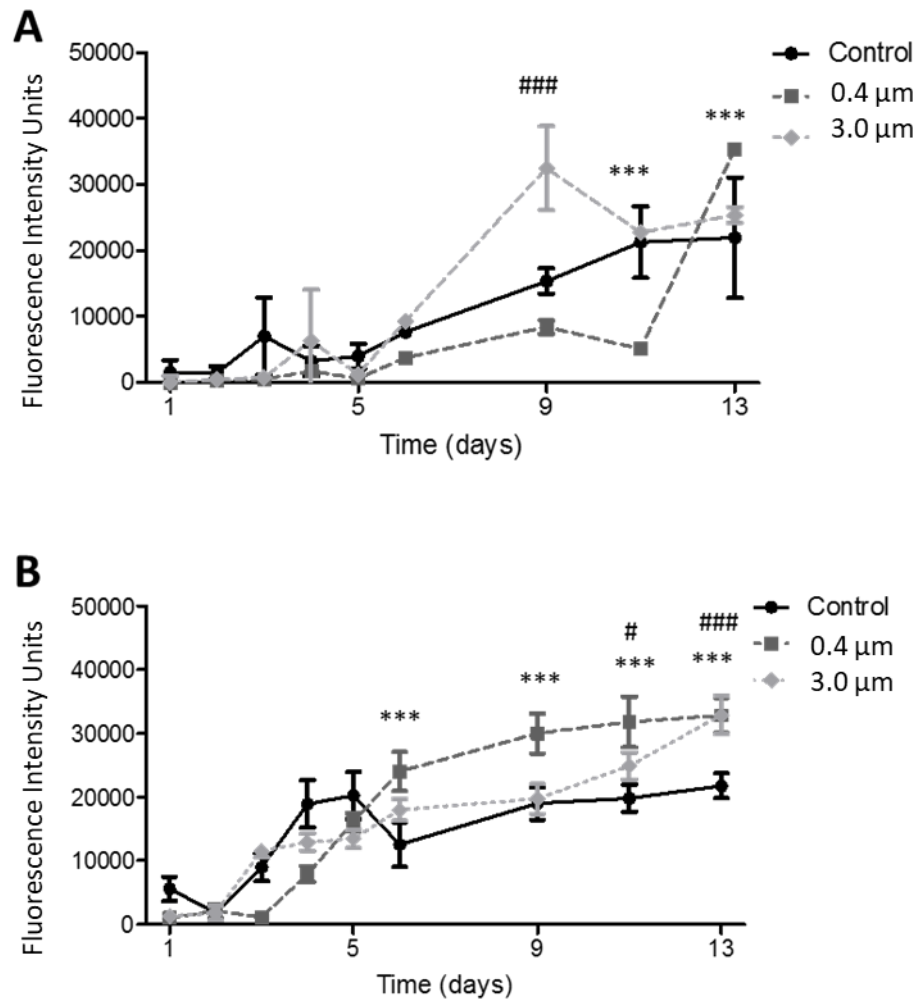 A
Fluorescence Intensity Units
50000
40000
30000
20000
10000
0
###
***
***
Control
0.4 µm
3.0 µm
1
5
9
13
Time (days)
B
Fluorescence Intensity Units
50000
40000
30000
20000
10000
0
***
***
#
***
###
***
Control
0.4 µm
3.0 µm
1
5
9
13
Time (days)